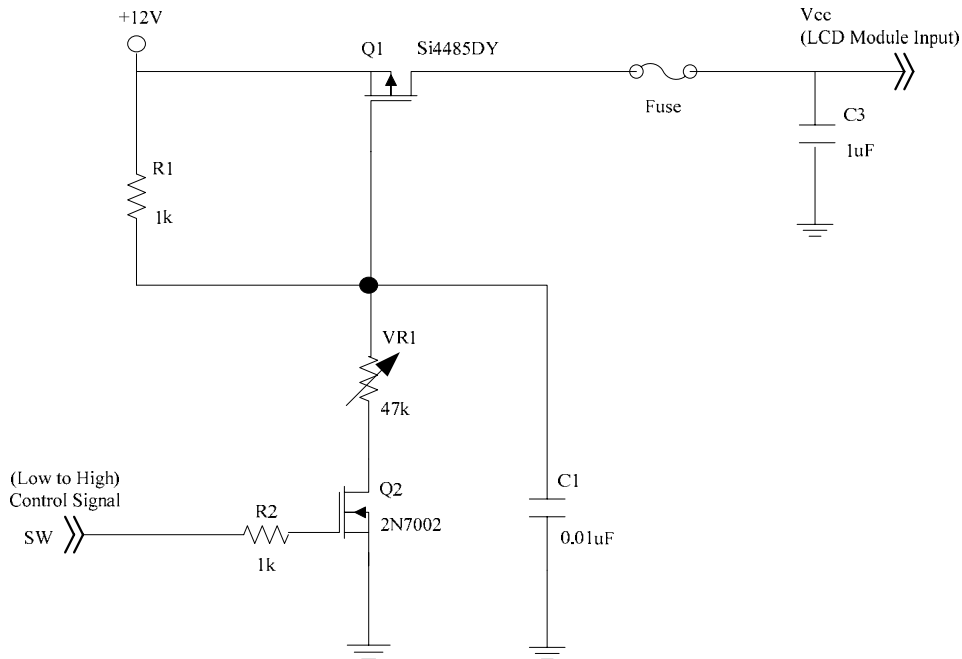 +12V
Q1
Si4485DY
Vcc
(LCD Module Input)
Fuse
C3
1uF
R1
1k
VR1
47k
(Low to High)
Control Signal
SW
R2
1k
Q2
2N7002
C1
0.01uF